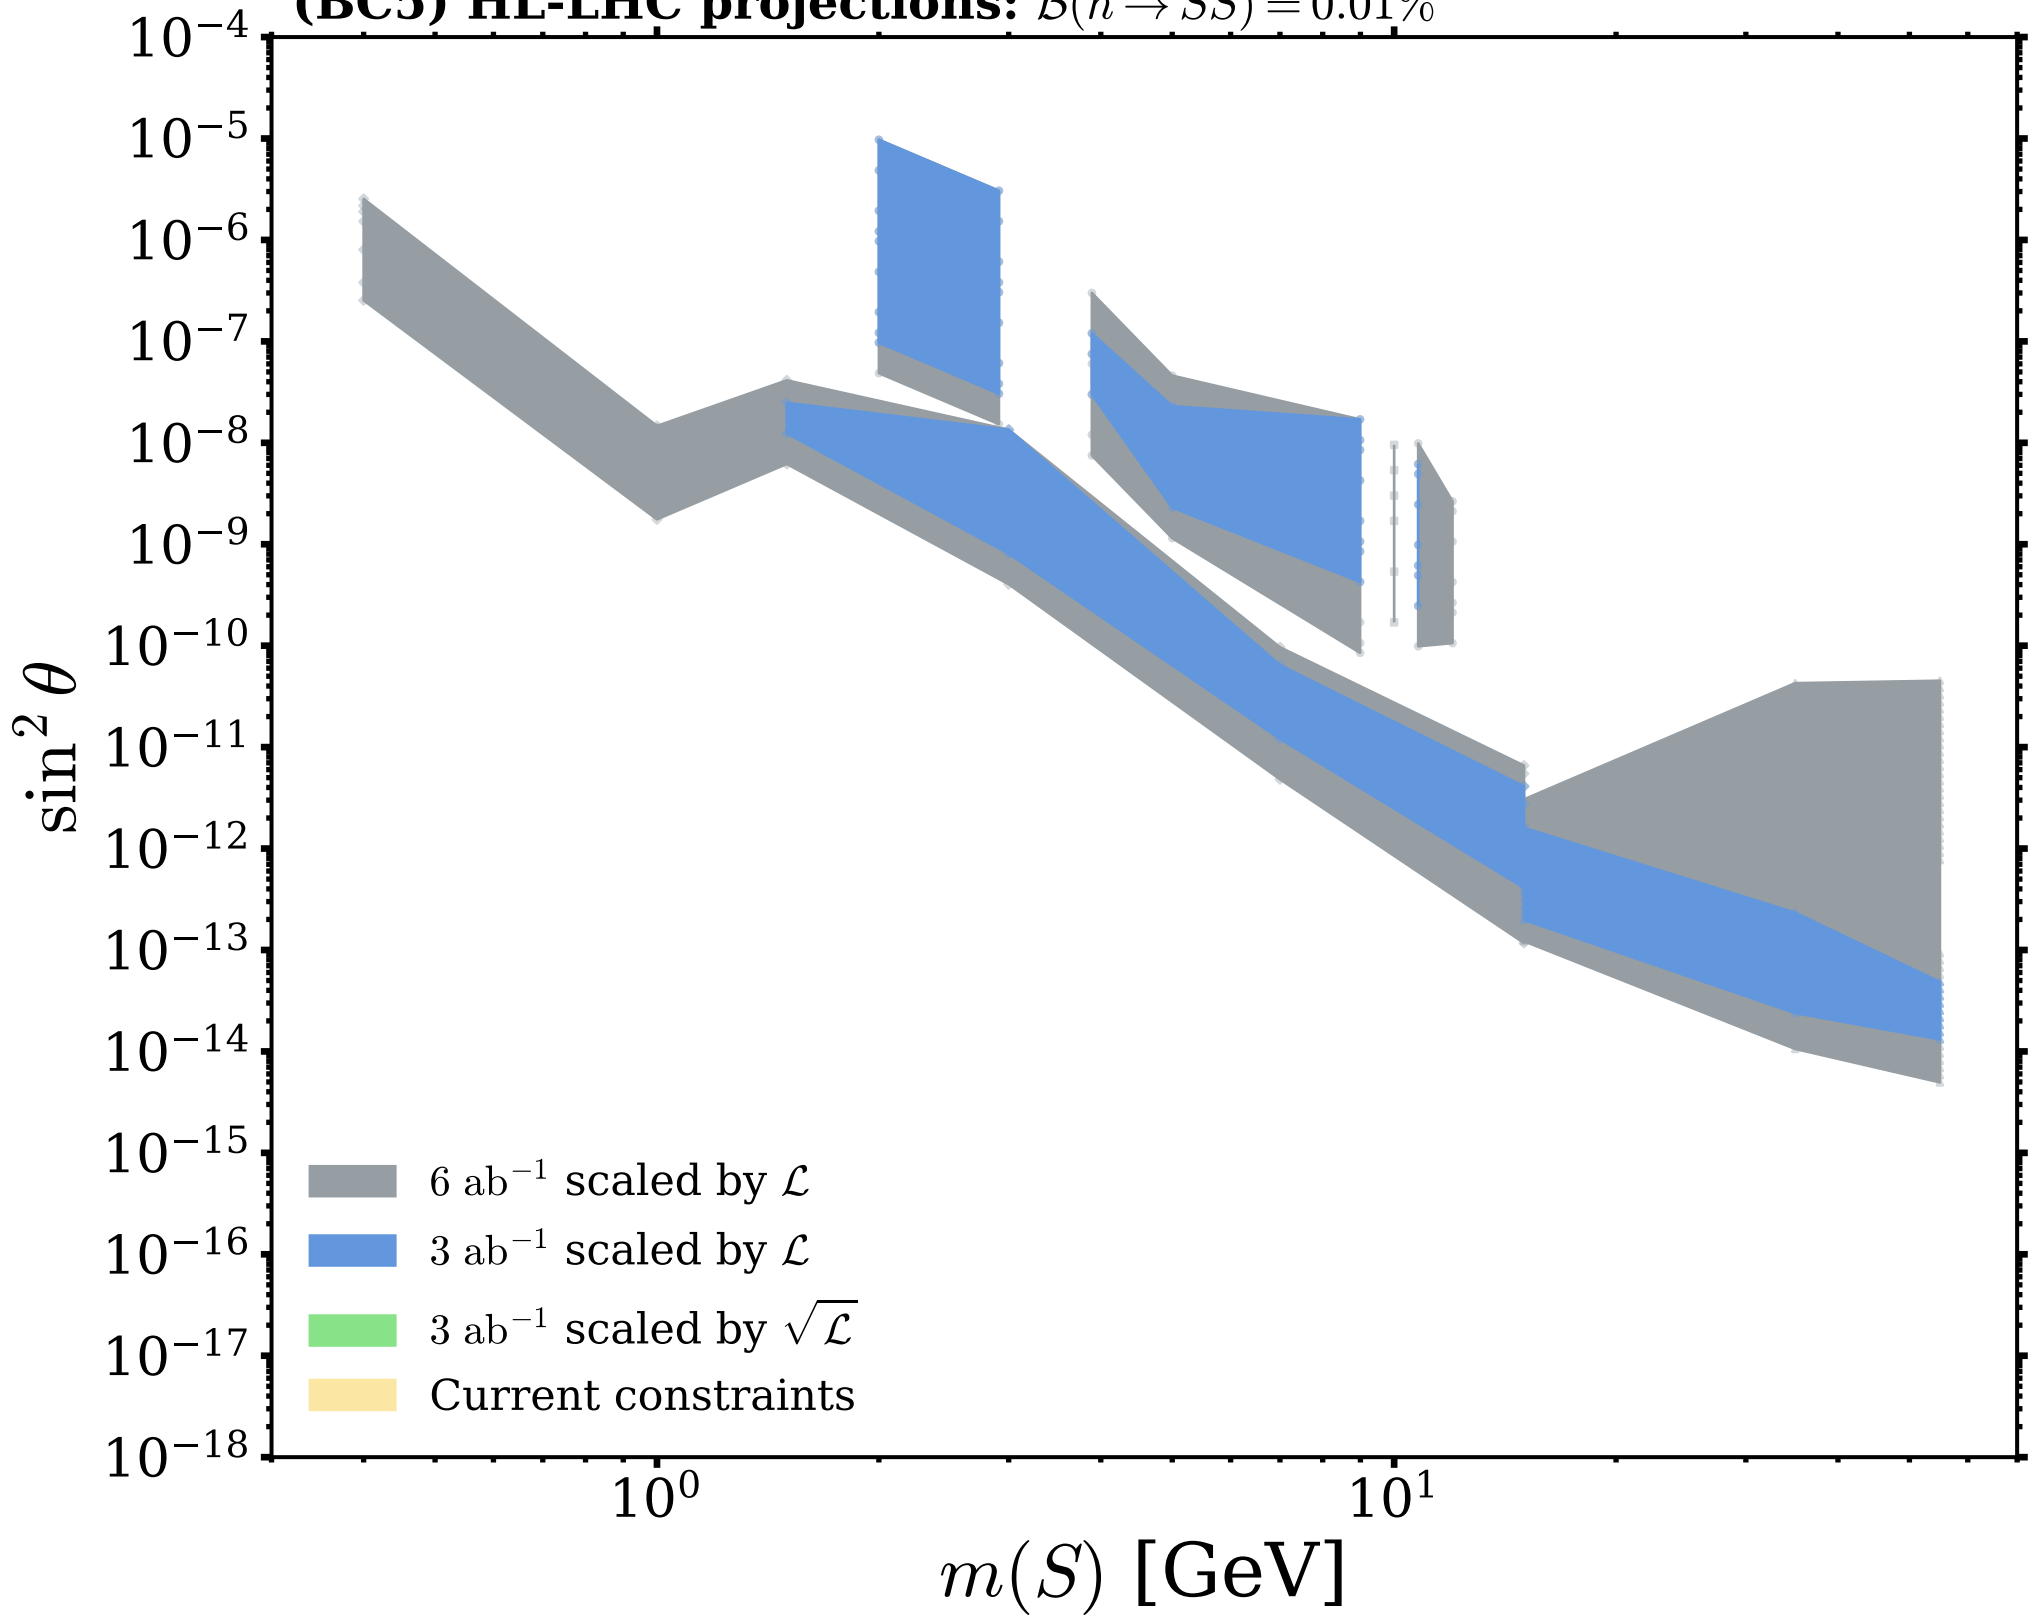 (BC5) HL-LHC projections: ℬ(h → SS) = 0.01%
10⁻⁴
10⁻⁵
10⁻⁶
10⁻⁷
10⁻⁸
10⁻⁹
10⁻¹⁰
10⁻¹¹
10⁻¹²
10⁻¹³
10⁻¹⁴
10⁻¹⁵
10⁻¹⁶
10⁻¹⁷
10⁻¹⁸
sin² θ
6 ab⁻¹ scaled by ℒ
3 ab⁻¹ scaled by ℒ
3 ab⁻¹ scaled by √ℒ
Current constraints
10⁰ 10¹
m(S) [GeV]